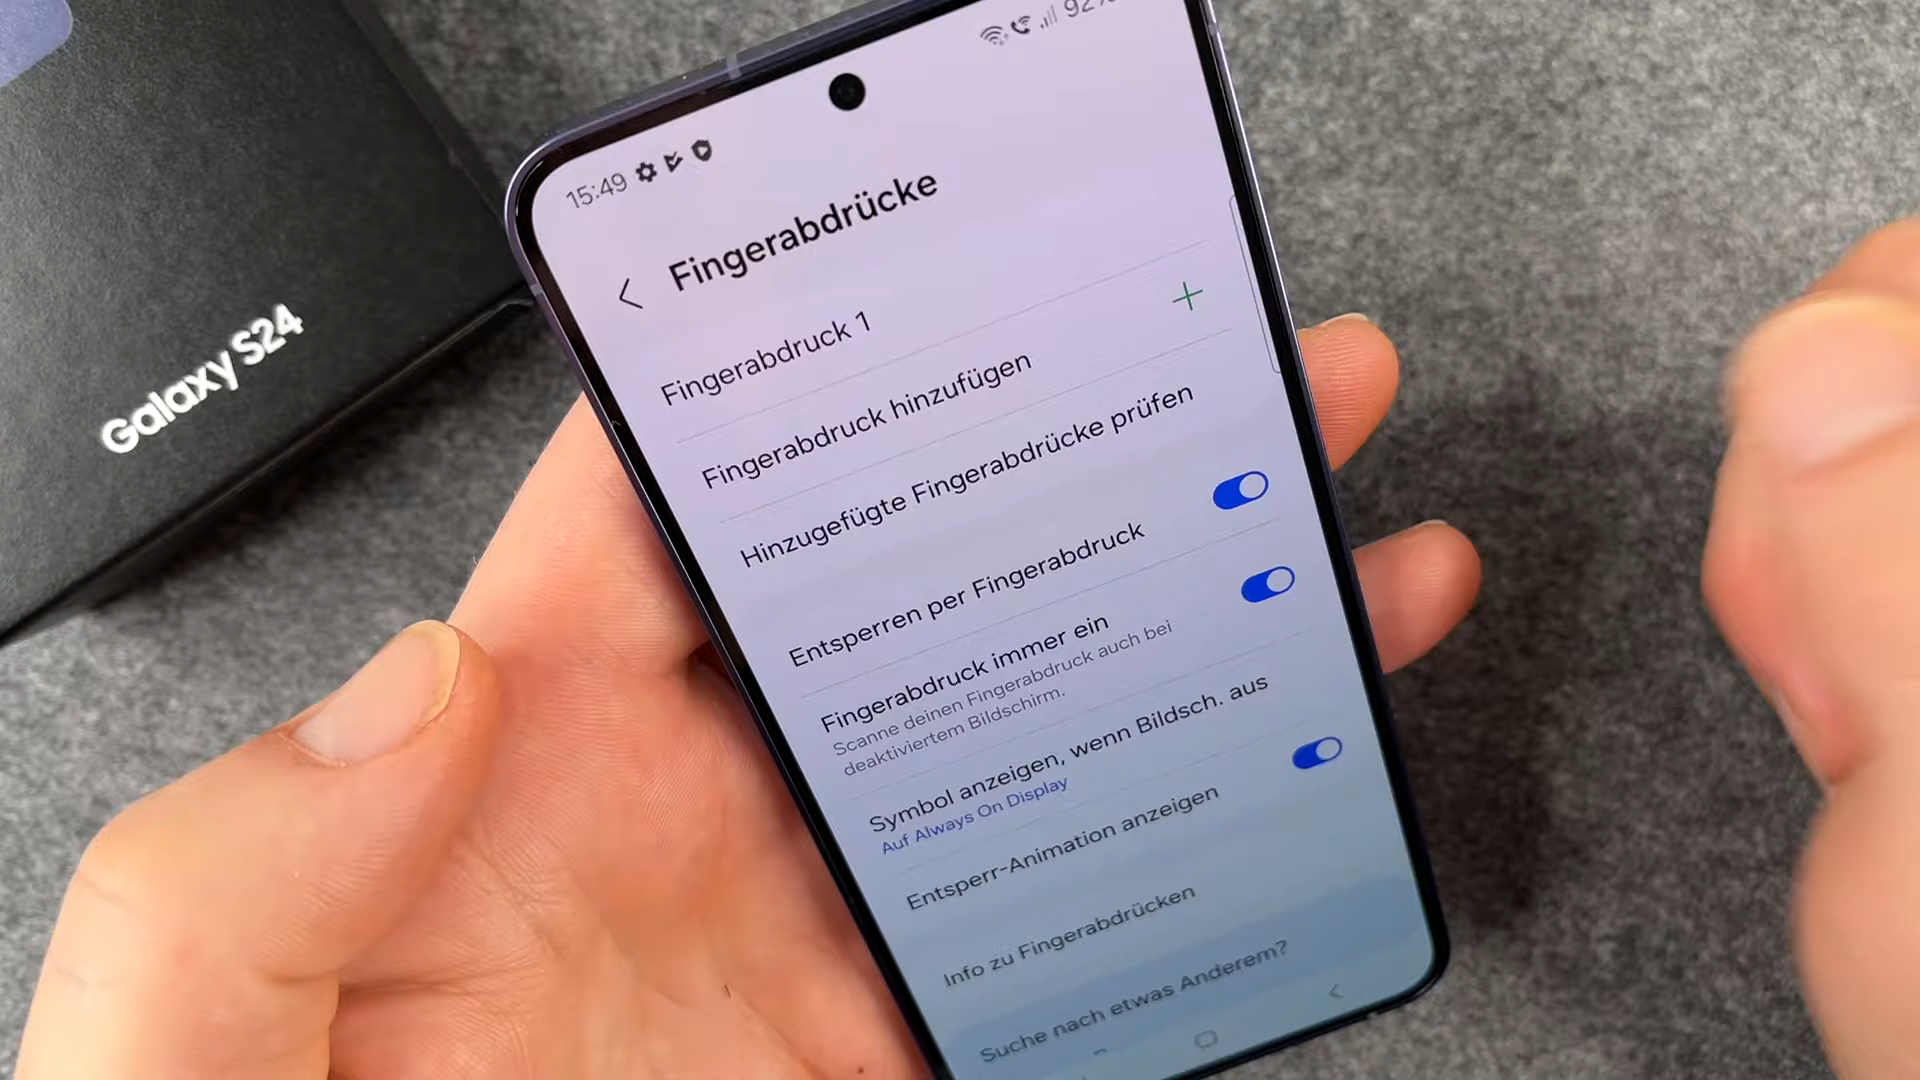 Galaxy S24
15:49
92%
Fingerabdrücke
Fingerabdruck 1
Fingerabdruck hinzufügen
Hinzugefügte Fingerabdrücke prüfen
Entsperren per Fingerabdruck
Fingerabdruck immer ein
Scanne deinen Fingerabdruck auch bei
deaktiviertem Bildschirm.
Symbol anzeigen, wenn Bildsch. aus
Auf Always On Display
Entsperr-Animation anzeigen
Info zu Fingerabdrücken
Suche nach etwas Anderem?